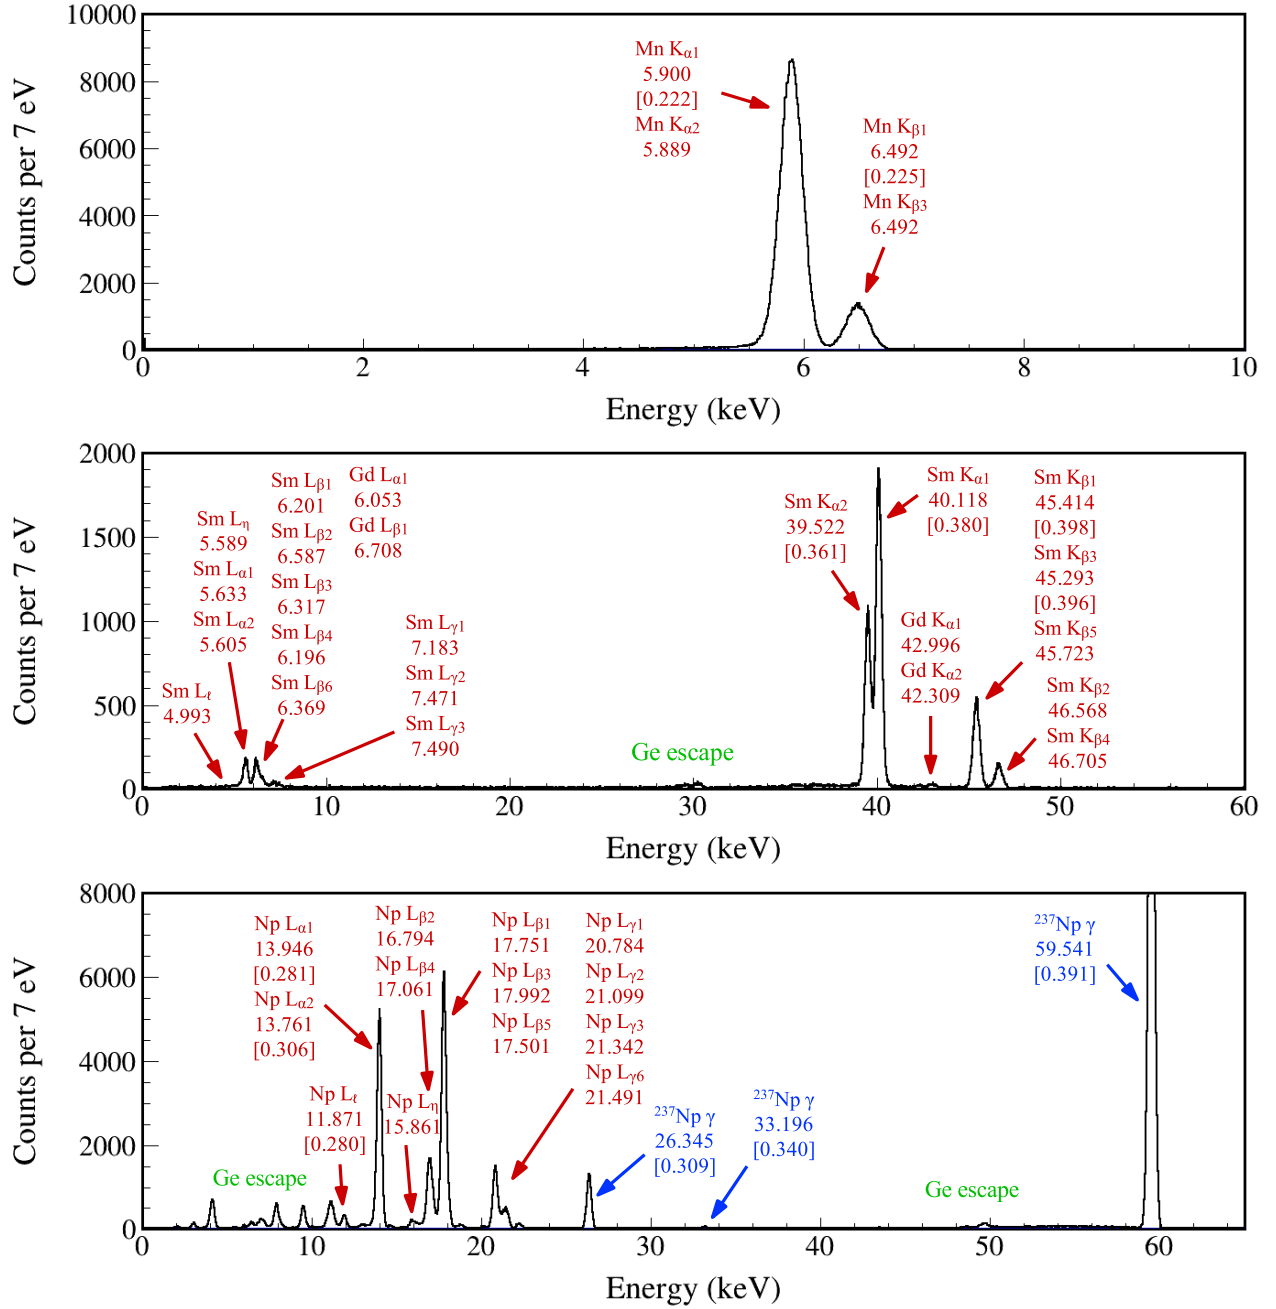 10000
8000
6000
4000
2000
0
Counts per 7 eV
Mn Kα1
5.900
[0.222]
Mn Kα2
5.889
Mn Kβ1
6.492
[0.225]
Mn Kβ3
6.492
0 2 4 6 8 10
Energy (keV)
2000
1500
1000
500
0
Counts per 7 eV
Sm Lℓ
4.993
Sm Lη
5.589
Sm Lα1
5.633
Sm Lα2
5.605
Sm Lβ1
6.201
Sm Lβ2
6.587
Sm Lβ3
6.317
Sm Lβ4
6.196
Sm Lβ6
6.369
Gd Lα1
6.053
Gd Lβ1
6.708
Sm Lγ1
7.183
Sm Lγ2
7.471
Sm Lγ3
7.490
Ge escape
Sm Kα2
39.522
[0.361]
Sm Kα1
40.118
[0.380]
Gd Kα1
42.996
Gd Kα2
42.309
Sm Kβ1
45.414
[0.398]
Sm Kβ3
45.293
[0.396]
Sm Kβ5
45.723
Sm Kβ2
46.568
Sm Kβ4
46.705
0 10 20 30 40 50 60
Energy (keV)
8000
6000
4000
2000
0
Counts per 7 eV
Ge escape
Np Lα1
13.946
[0.281]
Np Lα2
13.761
[0.306]
Np Lℓ
11.871
[0.280]
Np Lβ2
16.794
Np Lβ4
17.061
Np Lη
15.861
Np Lβ1
17.751
Np Lβ3
17.992
Np Lβ5
17.501
Np Lγ1
20.784
Np Lγ2
21.099
Np Lγ3
21.342
Np Lγ6
21.491
237Np γ
26.345
[0.309]
237Np γ
33.196
[0.340]
Ge escape
237Np γ
59.541
[0.391]
0 10 20 30 40 50 60
Energy (keV)